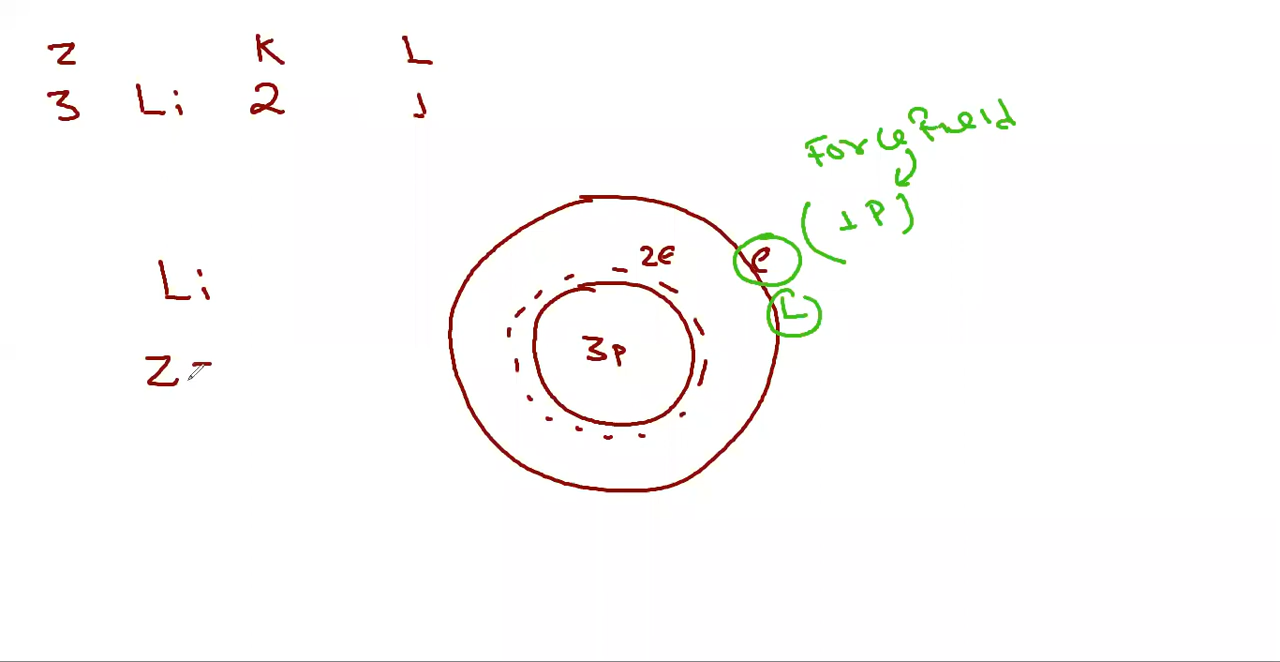 Z K L
3 Li 2 1
Force Field
(1P)
2e
e
Li
L
3p
Z =